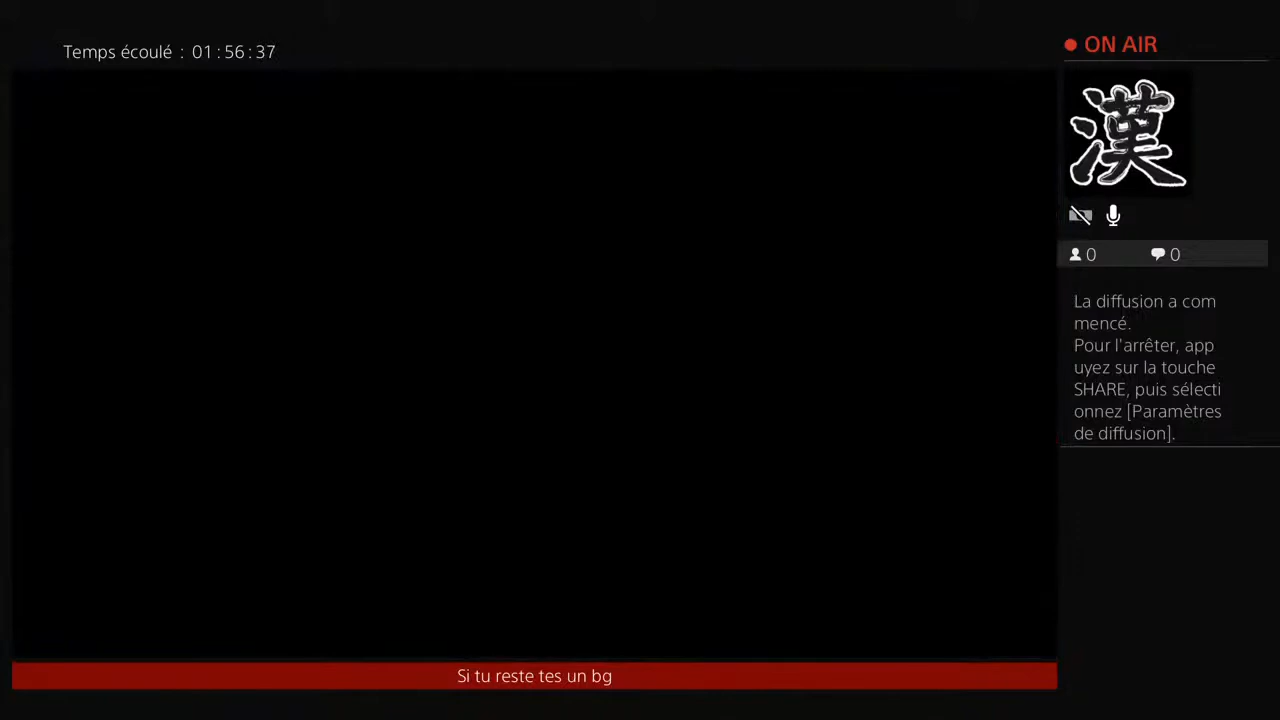 Temps écoulé : 01:56:37
ON AIR
漢
0 0
La diffusion a com
mencé.
Pour l'arrêter, app
uyez sur la touche
SHARE, puis sélecti
onnez [Paramètres
de diffusion].
Si tu reste tes un bg